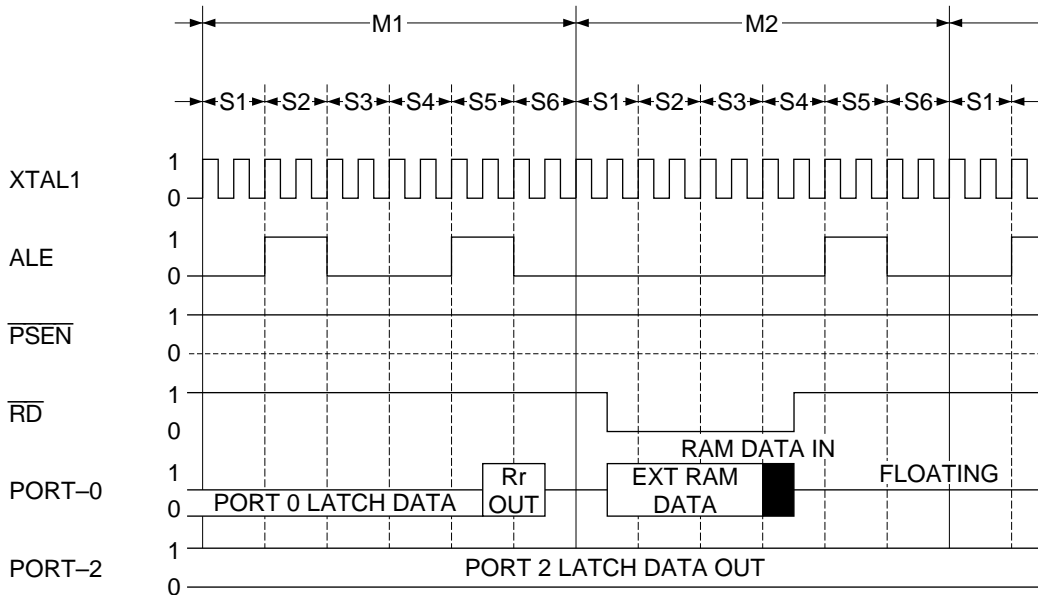 M1 M2
S1 S2 S3 S4 S5 S6 S1 S2 S3 S4 S5 S6 S1
XTAL1 1 0
ALE 1 0
PSEN 1 0
RD 1 0
RAM DATA IN
PORT–0 1 0
PORT 0 LATCH DATA
Rr
OUT
EXT RAM
DATA
FLOATING
PORT–2 1 0
PORT 2 LATCH DATA OUT